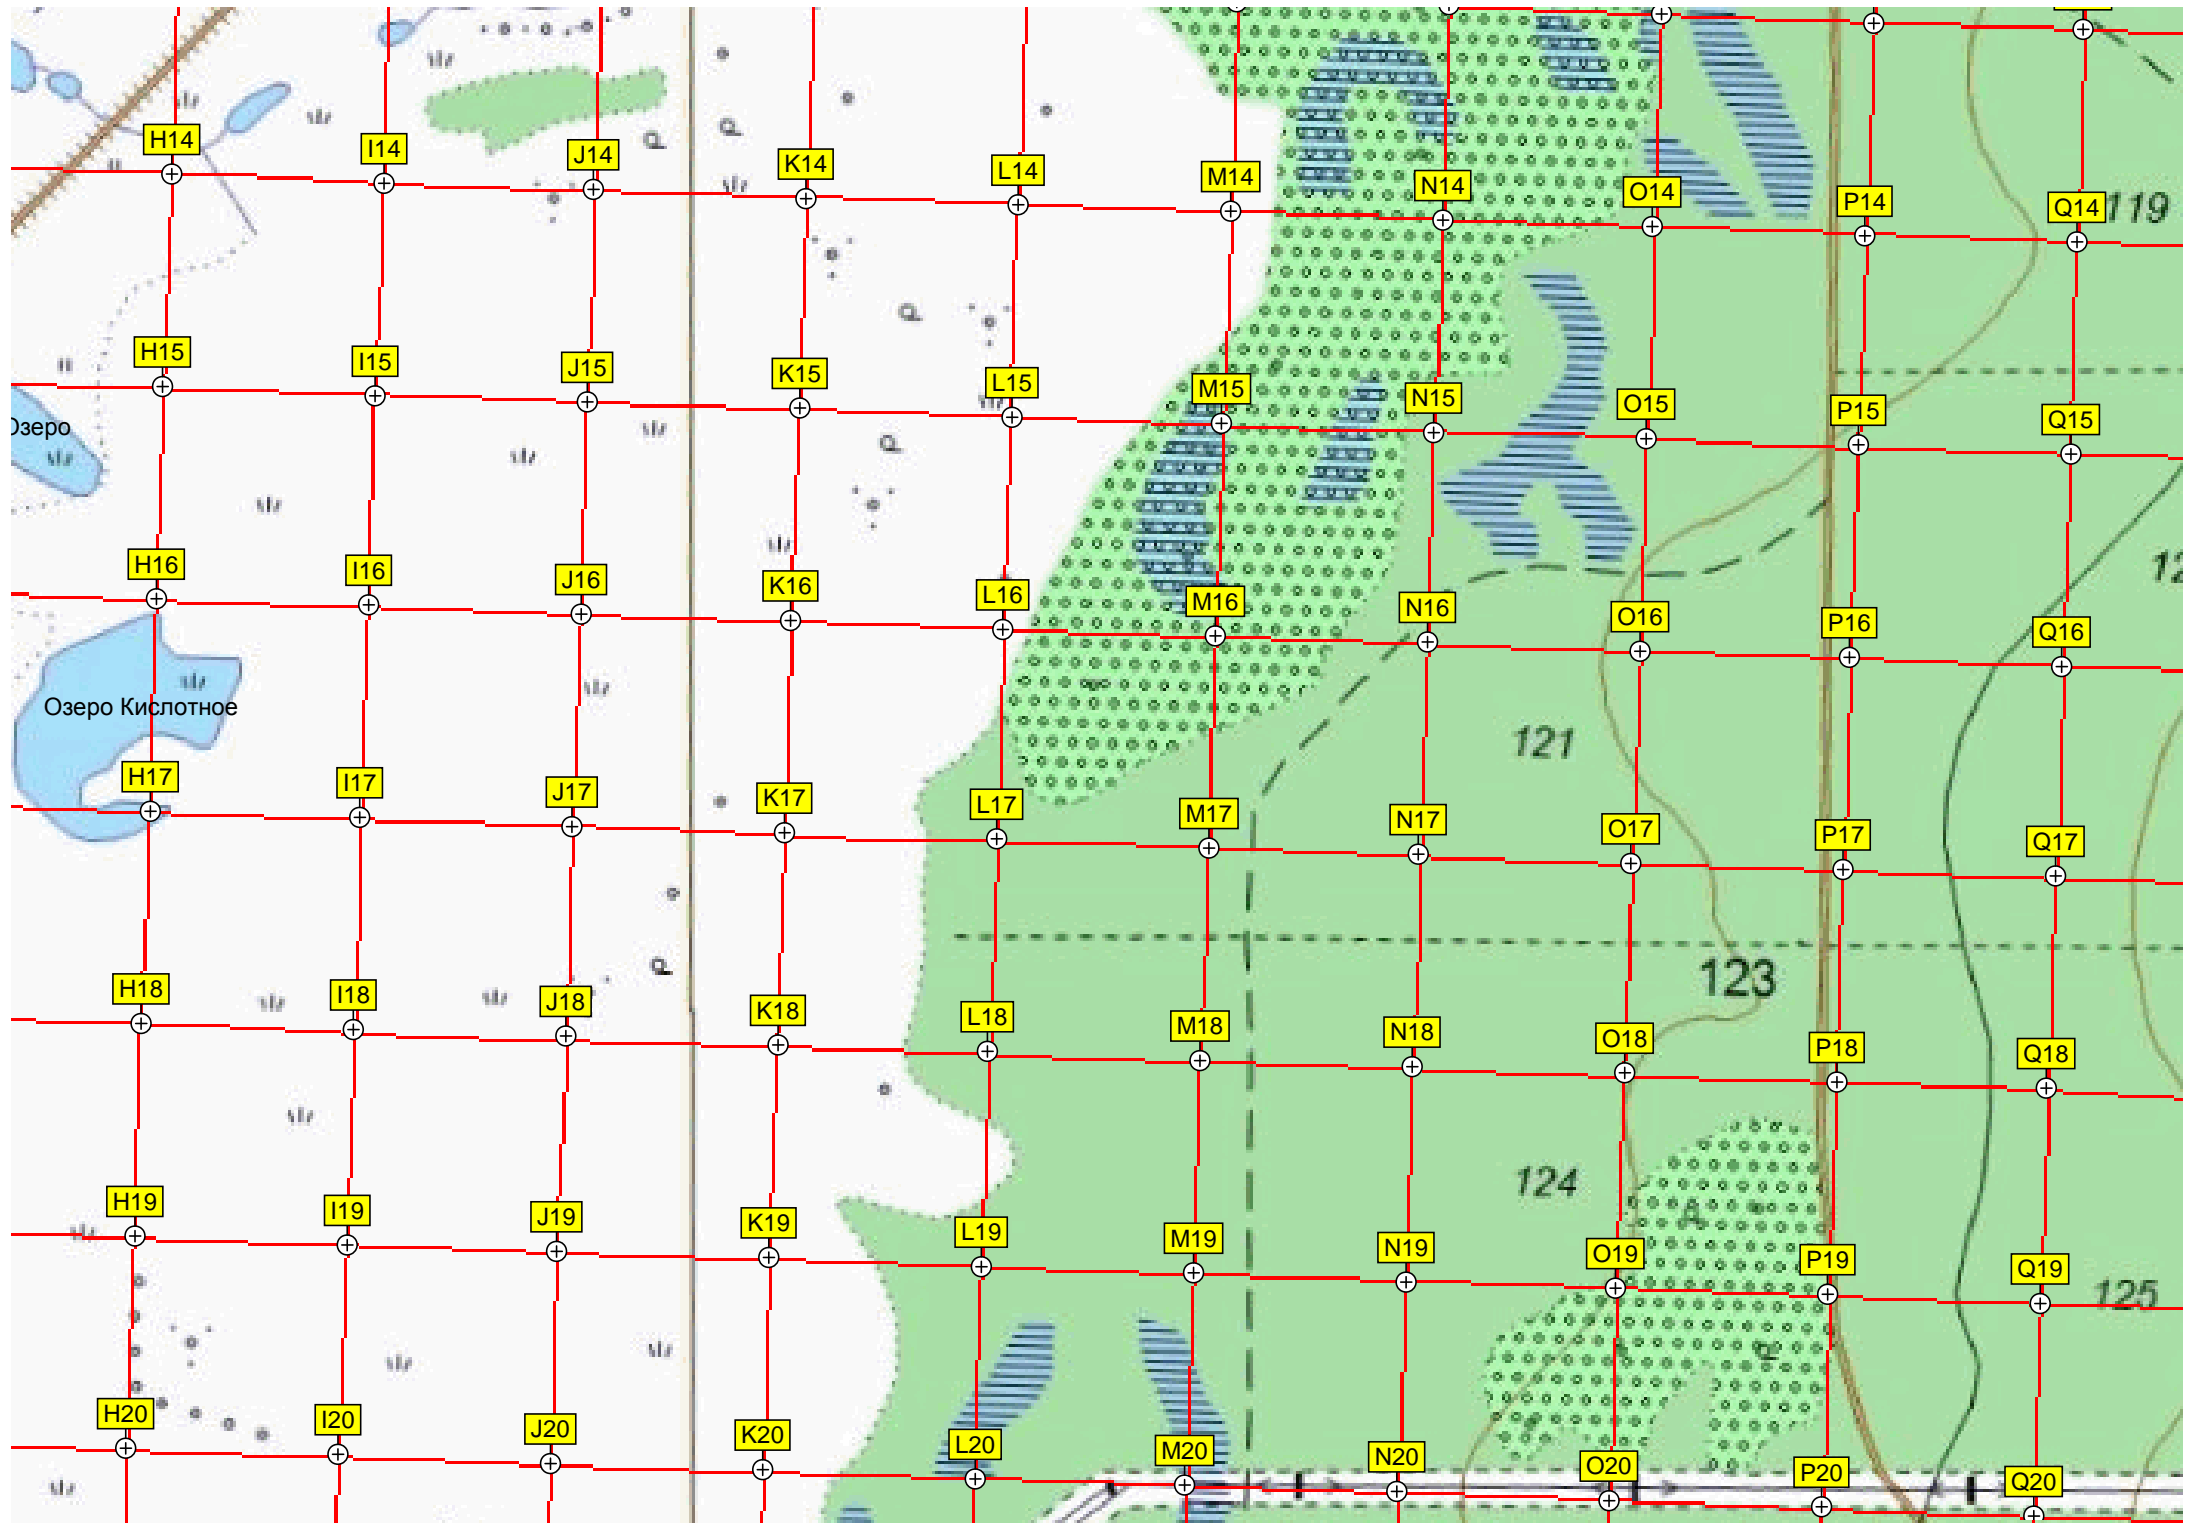 H14 I14 J14 K14 L14 M14 N14 O14 P14 Q14 119
H15 I15 J15 K15 L15 M15 N15 O15 P15 Q15
Озеро
H16 I16 J16 K16 L16 M16 N16 O16 P16 Q16
Озеро Кислотное
121
H17 I17 J17 K17 L17 M17 N17 O17 P17 Q17
123
H18 I18 J18 K18 L18 M18 N18 O18 P18 Q18
124
H19 I19 J19 K19 L19 M19 N19 O19 P19 Q19 125
H20 I20 J20 K20 L20 M20 N20 O20 P20 Q20